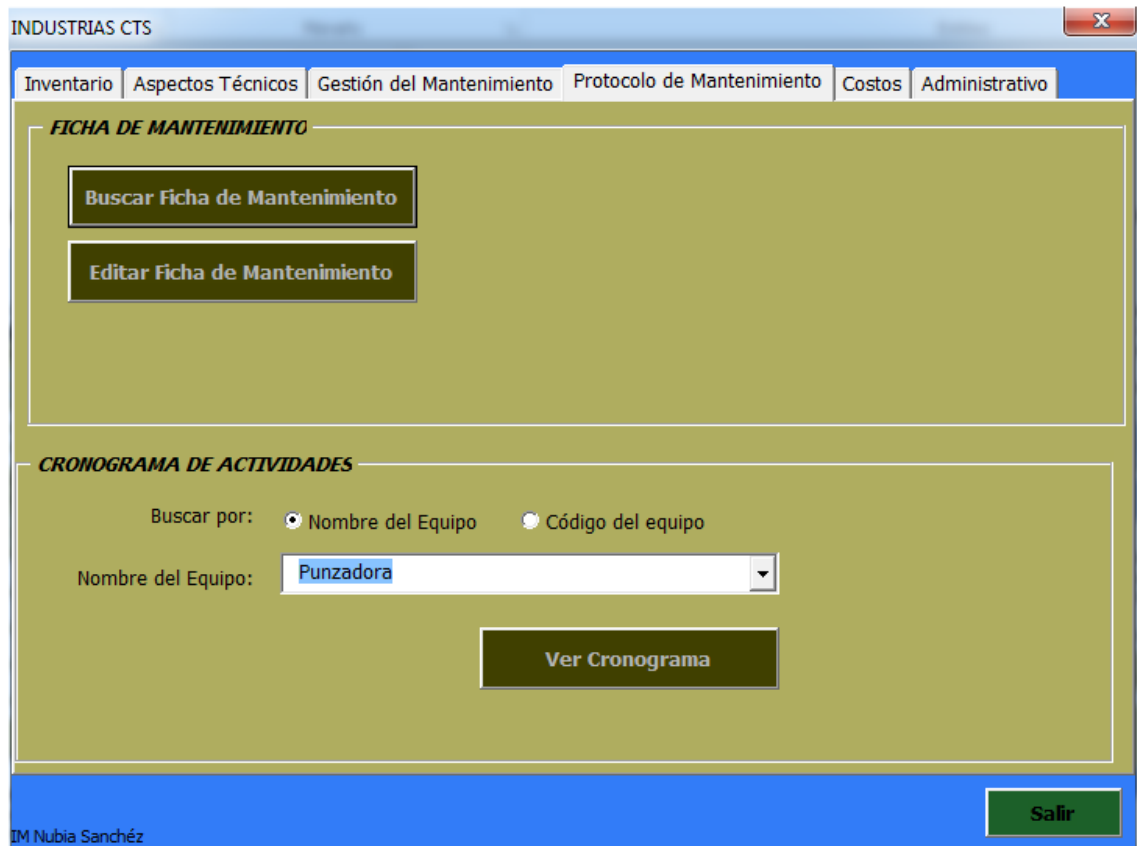 INDUSTRIAS CTS
Inventario Aspectos Técnicos Gestión del Mantenimiento Protocolo de Mantenimiento Costos Administrativo
FICHA DE MANTENIMIENTO
Buscar Ficha de Mantenimiento
Editar Ficha de Mantenimiento
CRONOGRAMA DE ACTIVIDADES
Buscar por: Nombre del Equipo Código del equipo
Nombre del Equipo: Punzadora
Ver Cronograma
Salir
IM Nubia Sanchéz